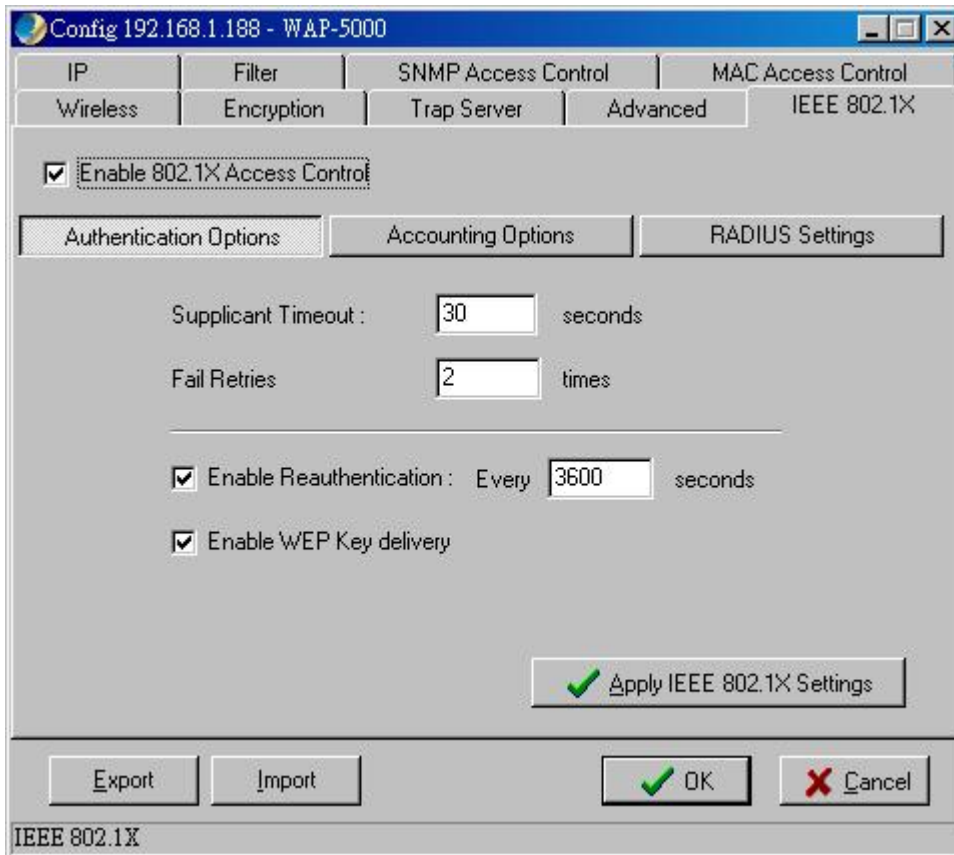 Config 192.168.1.188 - WAP-5000
IP Filter SNMP Access Control MAC Access Control
Wireless Encryption Trap Server Advanced IEEE 802.1X
Enable 802.1X Access Control
Authentication Options Accounting Options RADIUS Settings
Supplicant Timeout : 30 seconds
Fail Retries 2 times
Enable Reauthentication : Every 3600 seconds
Enable WEP Key delivery
Apply IEEE 802.1X Settings
Export Import OK Cancel
IEEE 802.1X